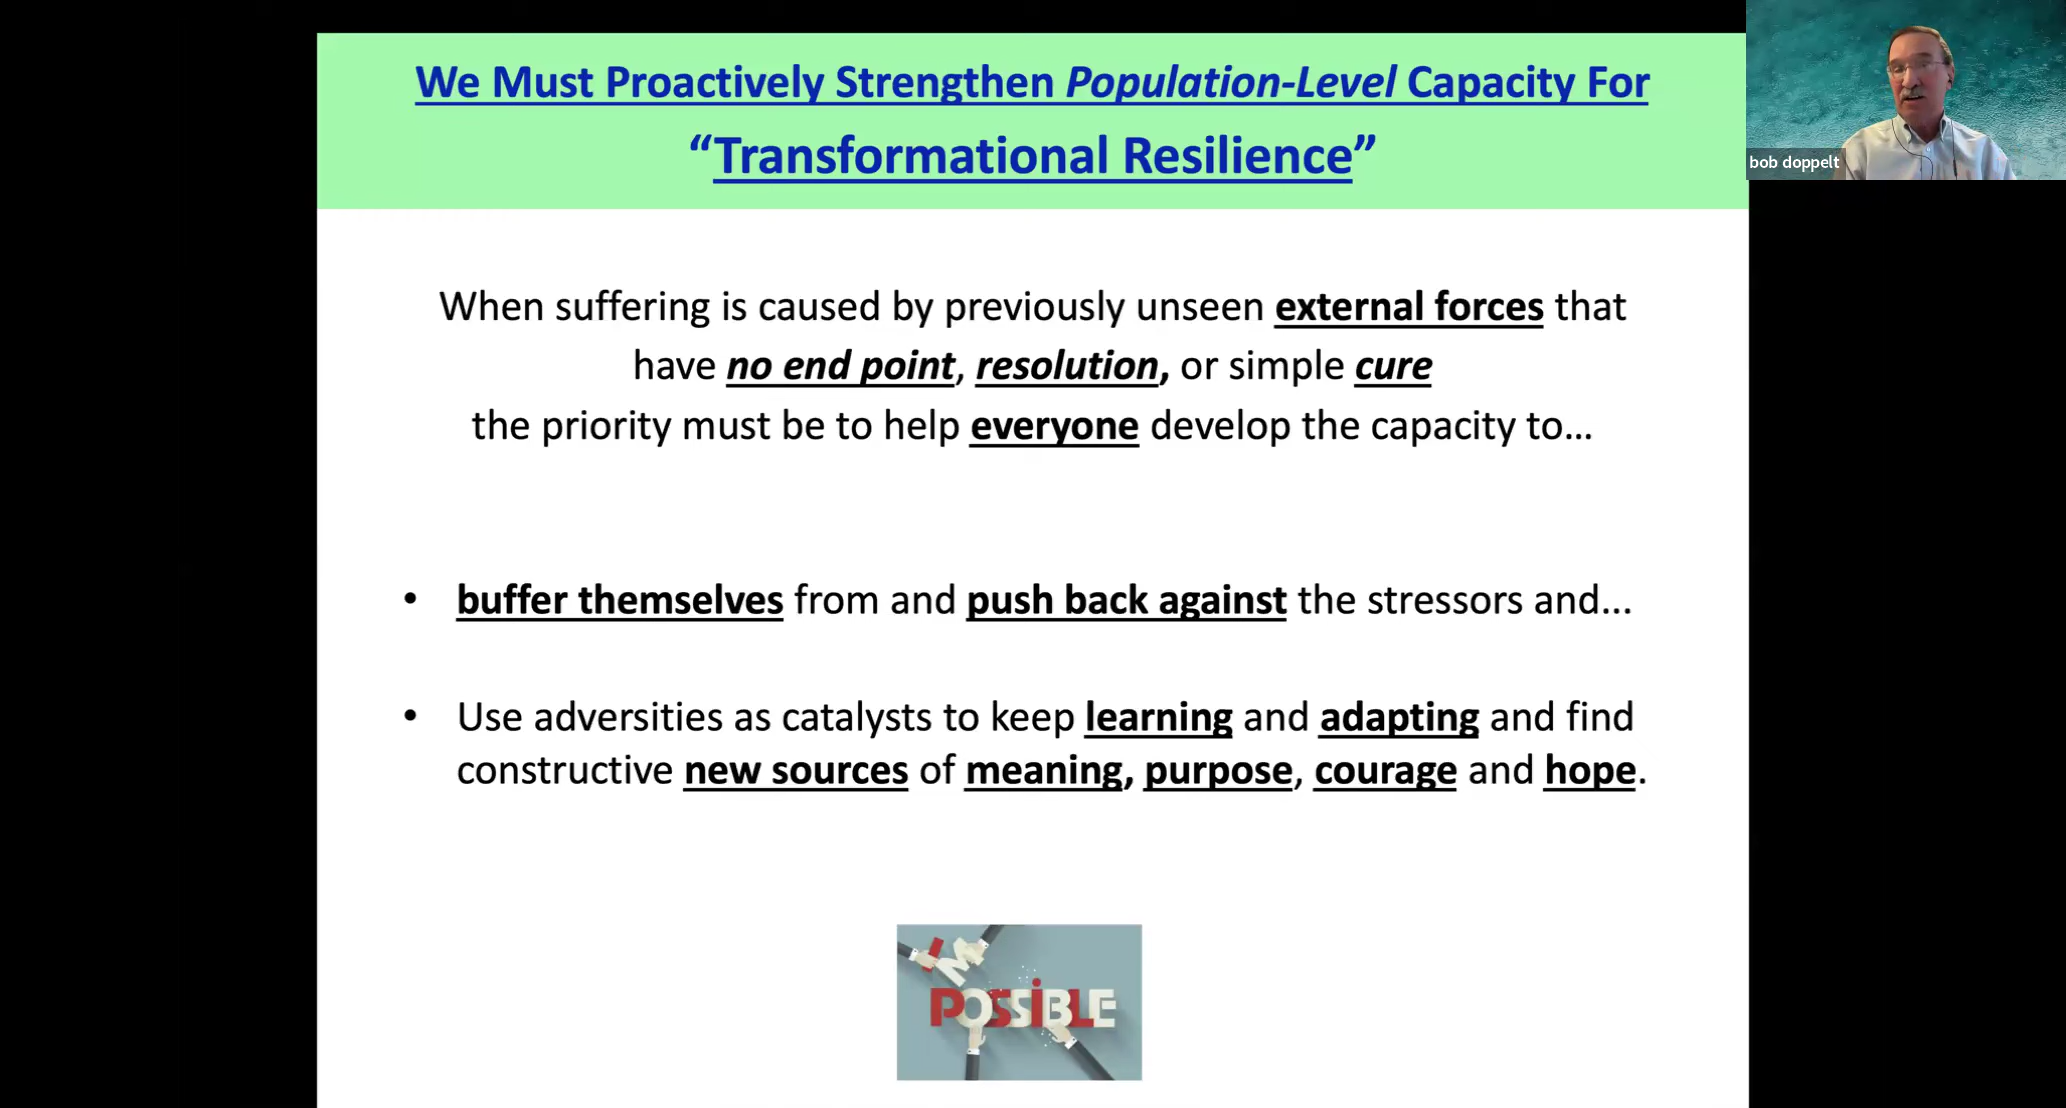 We Must Proactively Strengthen Population-Level Capacity For
“Transformational Resilience”
bob doppelt
When suffering is caused by previously unseen external forces that
have no end point, resolution, or simple cure
the priority must be to help everyone develop the capacity to...
• buffer themselves from and push back against the stressors and...
• Use adversities as catalysts to keep learning and adapting and find
constructive new sources of meaning, purpose, courage and hope.
IM
POSSiBLE